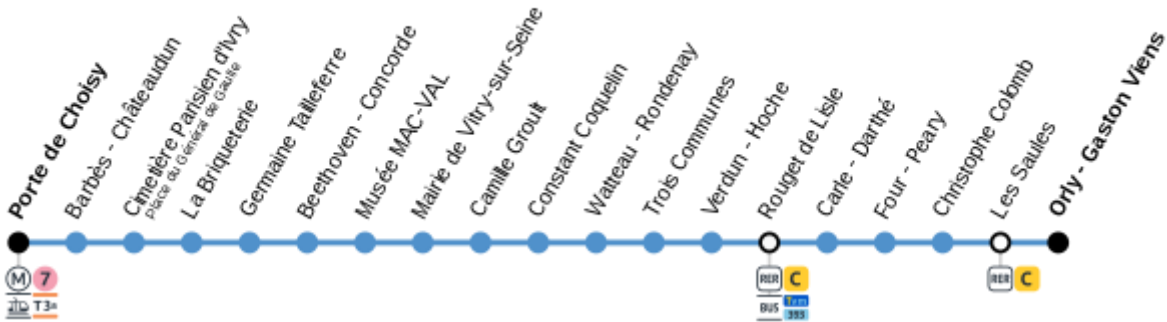 Porte de Choisy
Barbès - Châteaudun
Cimetière Parisien d'Ivry
Place du Général de Gaulle
La Briqueterie
Germaine Tailleferre
Beethoven - Concorde
Musée MAC-VAL
Mairie de Vitry-sur-Seine
Camille Groult
Constant Coquelin
Watteau - Rondenay
Trois Communes
Verdun - Hoche
Rouget de Lisle
Carle - Darthé
Four - Peary
Christophe Colomb
Les Saules
Orly - Gaston Viens
M 7
T3a
RER C
BUS Tvm
393
RER C